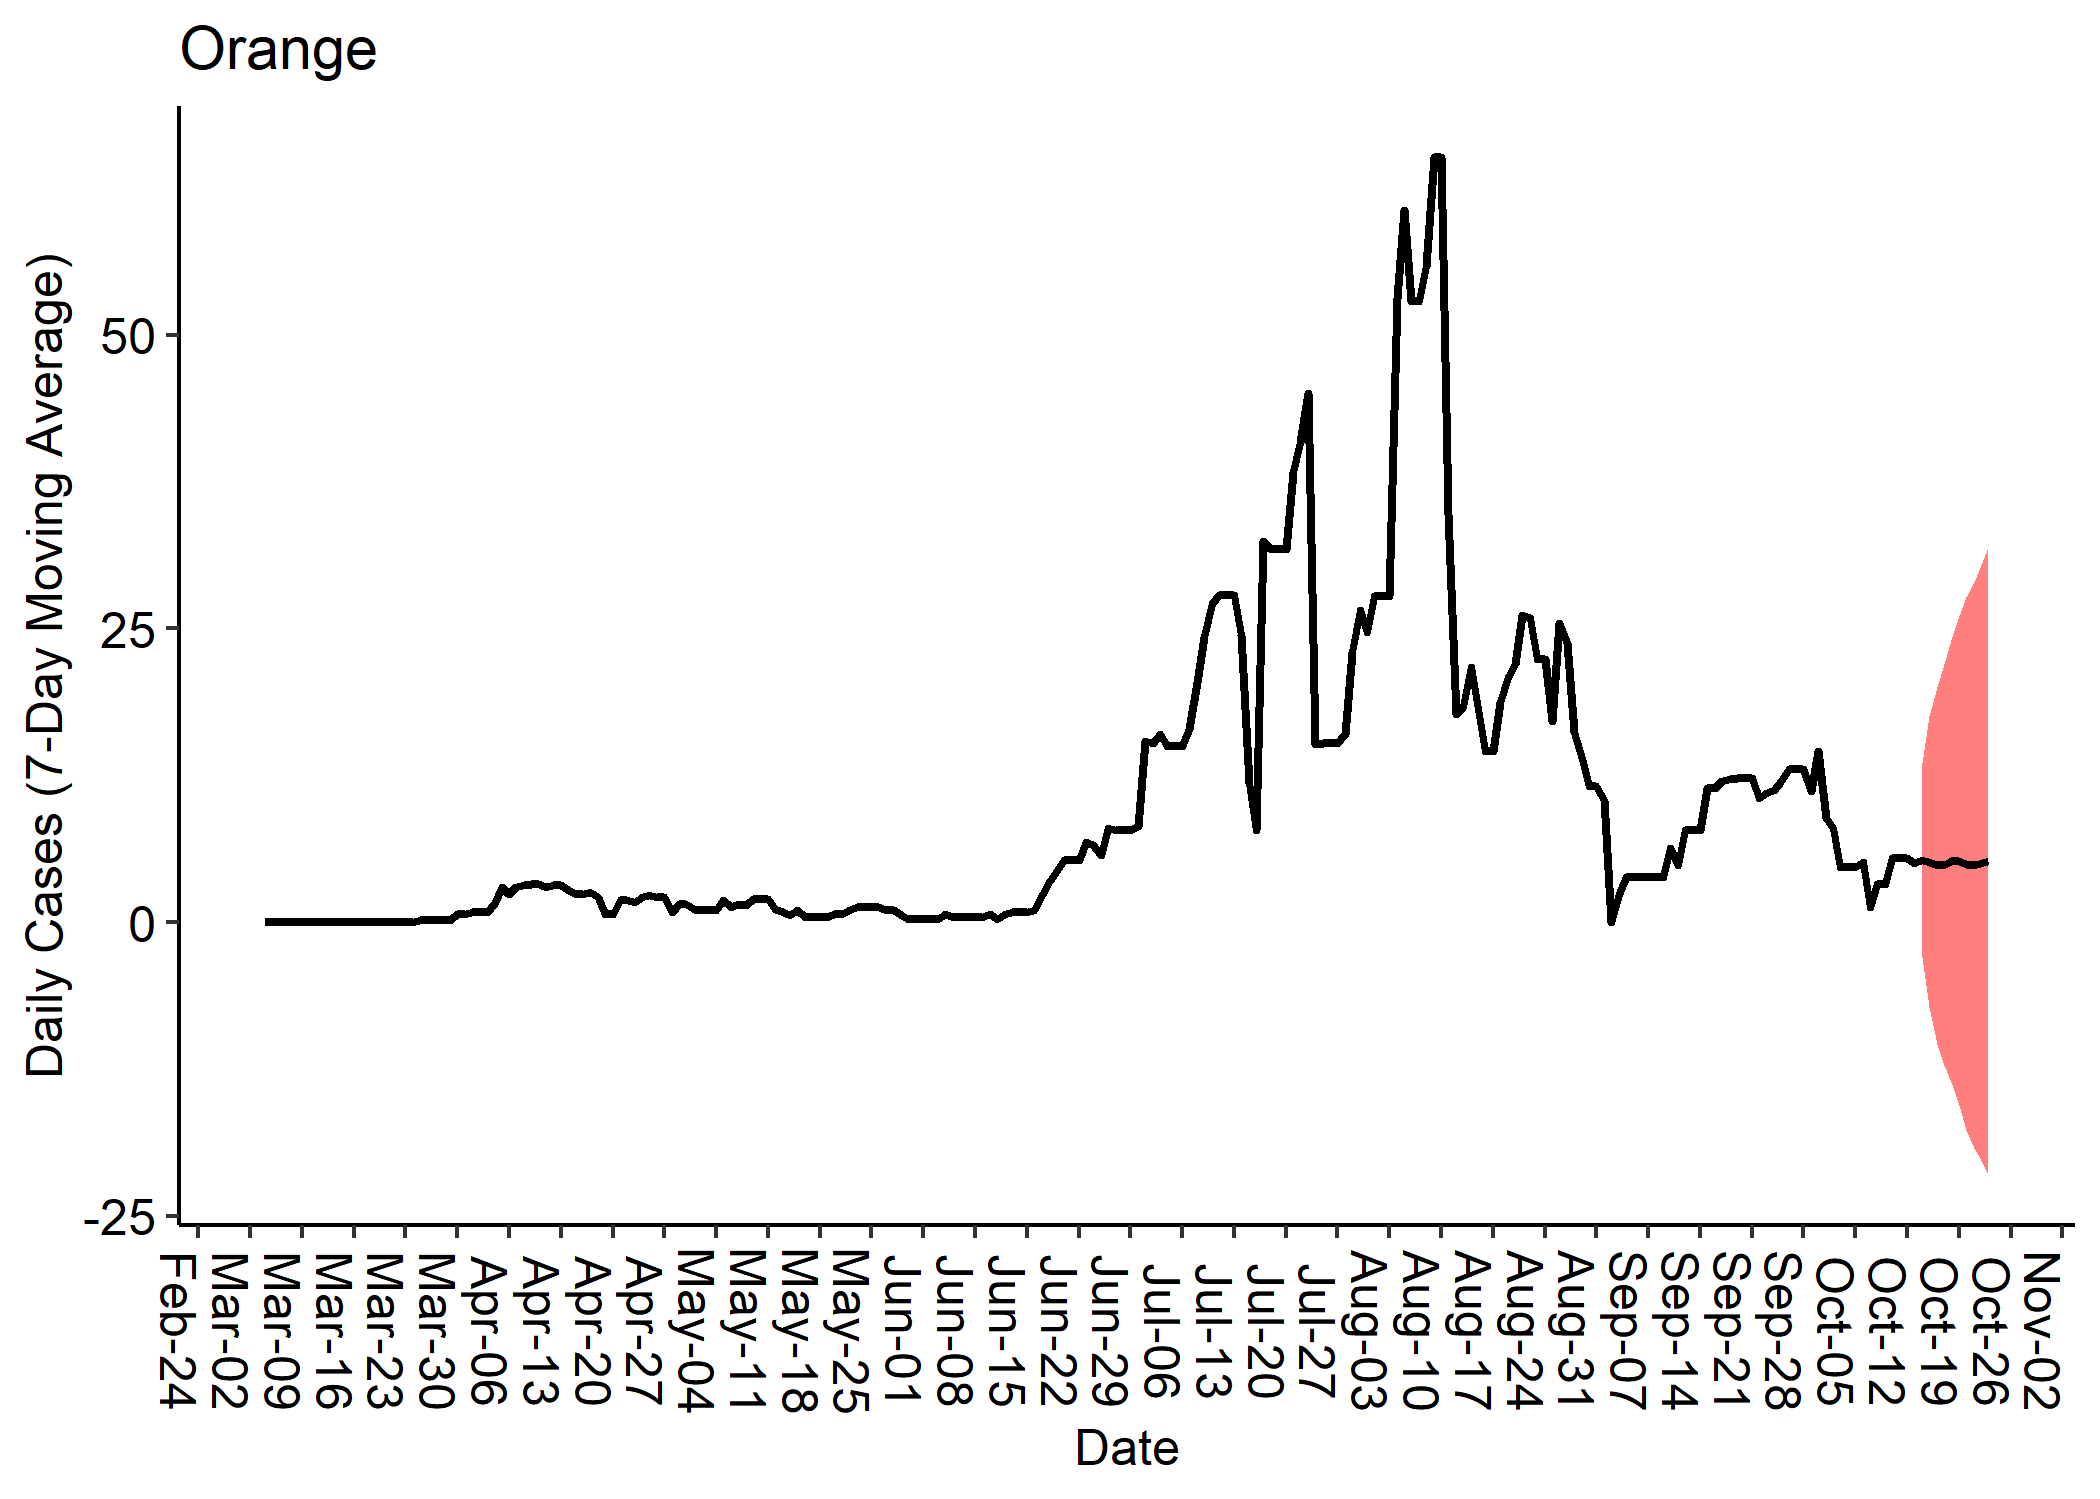 Orange
Daily Cases (7-Day Moving Average)
50
25
0
-25
Feb-24
Mar-02
Mar-09
Mar-16
Mar-23
Mar-30
Apr-06
Apr-13
Apr-20
Apr-27
May-04
May-11
May-18
May-25
Jun-01
Jun-08
Jun-15
Jun-22
Jun-29
Jul-06
Jul-13
Jul-20
Jul-27
Aug-03
Aug-10
Aug-17
Aug-24
Aug-31
Sep-07
Sep-14
Sep-21
Sep-28
Oct-05
Oct-12
Oct-19
Oct-26
Nov-02
Date